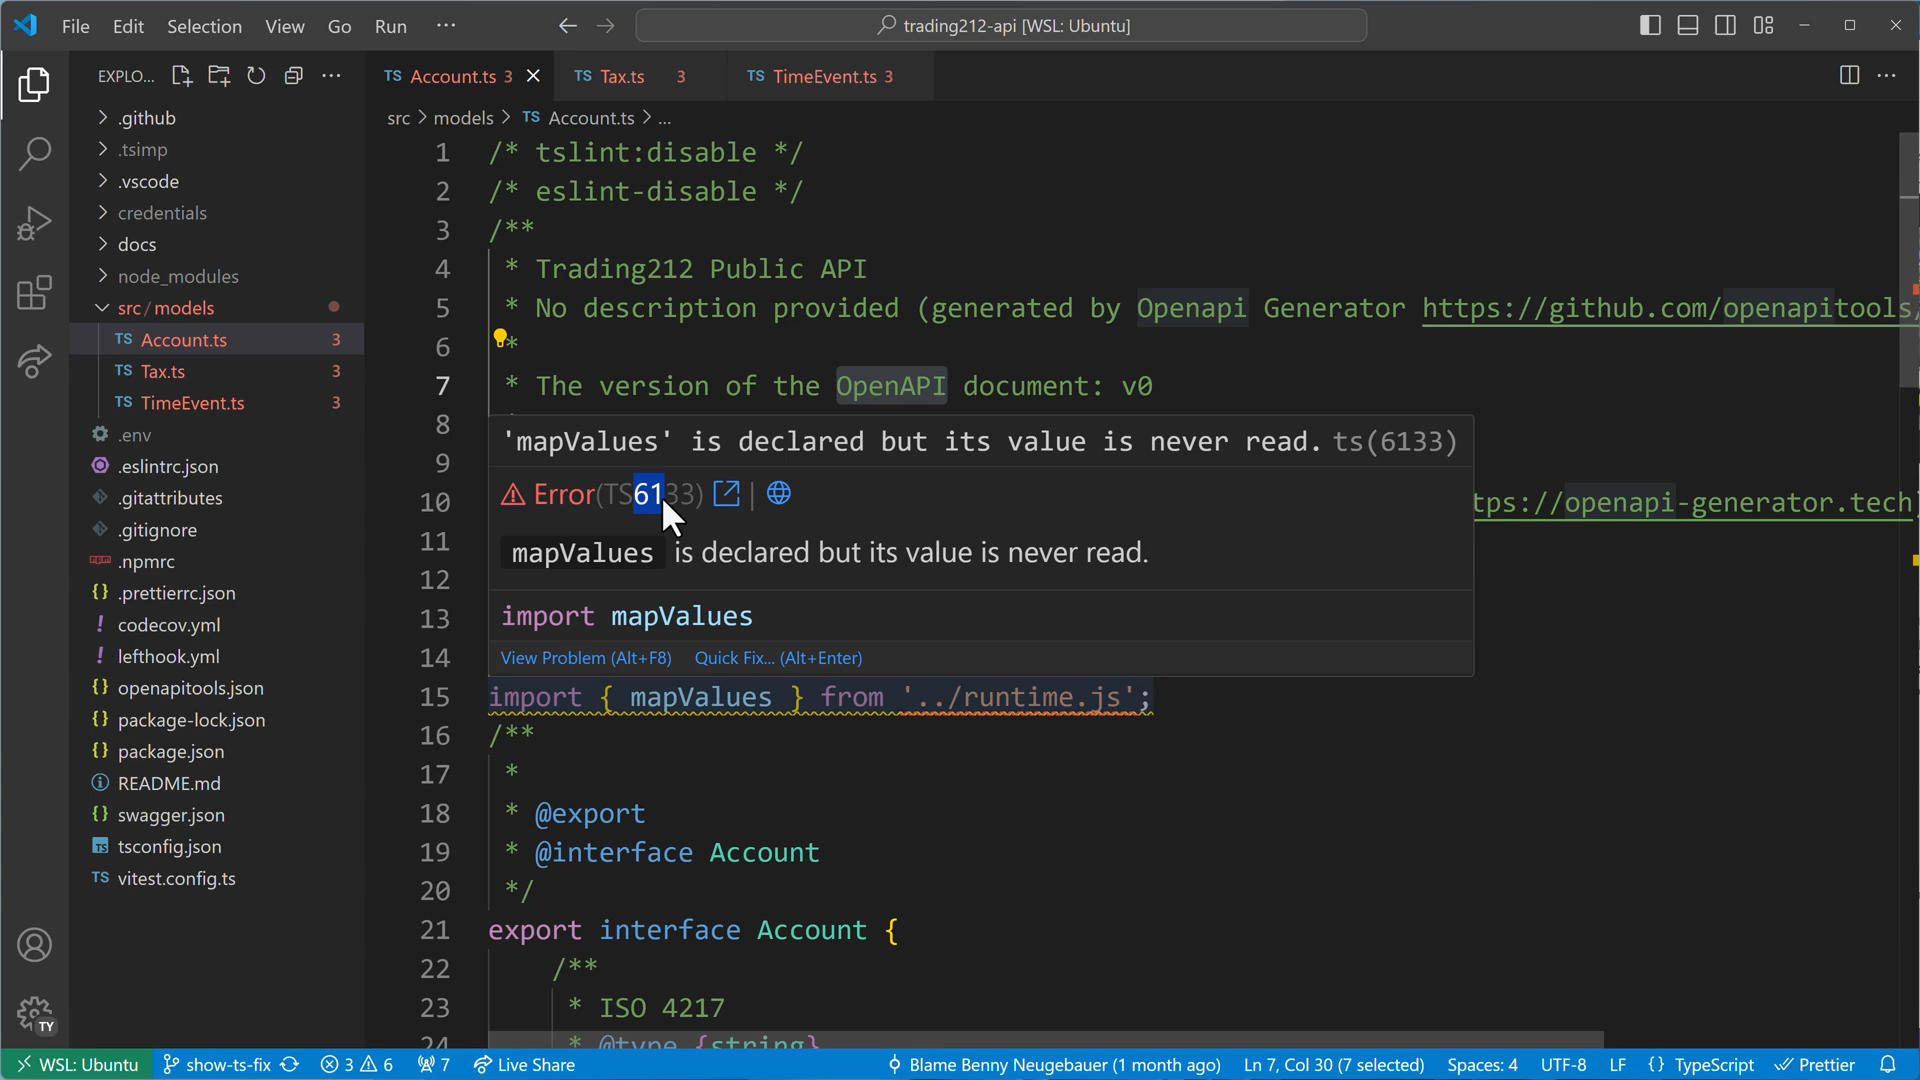 File Edit Selection View Go Run ···
trading212-api [WSL: Ubuntu]
EXPLO...
TS Account.ts 3
TS Tax.ts 3
TS TimeEvent.ts 3
src > models > TS Account.ts > ...
.github
.tsimp
.vscode
credentials
docs
node_modules
src/models
TS Account.ts 3
TS Tax.ts 3
TS TimeEvent.ts 3
.env
.eslintrc.json
.gitattributes
.gitignore
.npmrc
{} .prettierrc.json
! codecov.yml
! lefthook.yml
{} openapitools.json
{} package-lock.json
{} package.json
README.md
{} swagger.json
TS tsconfig.json
TS vitest.config.ts
TY
1 /* tslint:disable */
2 /* eslint-disable */
3 /**
4 * Trading212 Public API
5 * No description provided (generated by Openapi Generator https://github.com/openapitools/
6 *
7 * The version of the OpenAPI document: v0
8
'mapValues' is declared but its value is never read. ts(6133)
9
Error(TS6133) |
10 tps://openapi-generator.tech
11
mapValues is declared but its value is never read.
12
13
import mapValues
14
View Problem (Alt+F8) Quick Fix... (Alt+Enter)
15 import { mapValues } from '../runtime.js';
16 /**
17 *
18 * @export
19 * @interface Account
20 */
21 export interface Account {
22 /**
23 * ISO 4217
24 * @type {string}
WSL: Ubuntu show-ts-fix 3 6 7 Live Share Blame Benny Neugebauer (1 month ago) Ln 7, Col 30 (7 selected) Spaces: 4 UTF-8 LF {} TypeScript Prettier